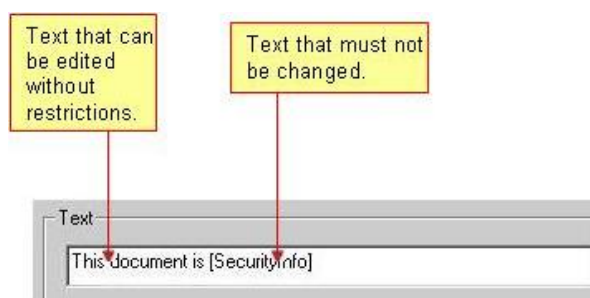 Text that can
be edited
without
restrictions.
Text that must not
be changed.
Text
This document is [SecurityInfo]